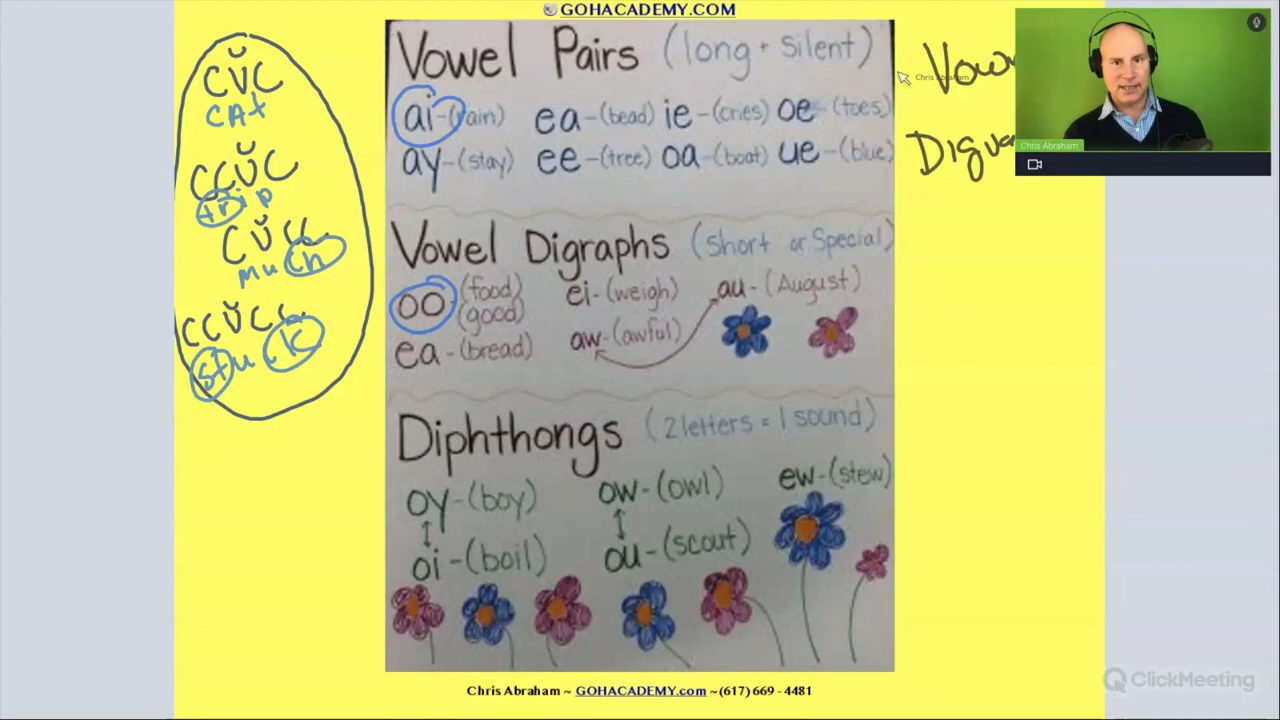 GOHACADEMY.COM
CVC
CAt
CCVC
trip
CVCC
Much
CCVCC
Vowel Pairs (long + Silent)
ai-(rain) ea-(bead) ie-(cries) oe-(toes)
ay-(stay) ee-(tree) oa-(boat) ue-(blue)
Vowel Digraphs (Short or Special)
oo-(food) ei-(weigh) au-(August)
(good)
aw-(awful)
ea-(bread)
Diphthongs (2 letters = 1 sound)
oy-(boy) ow-(owl) ew-(stew)
oi-(boil) ou-(scout)
Chris Abraham
Chris Abraham
Chris Abraham ~ GOHACADEMY.com ~(617) 669 - 4481
ClickMeeting